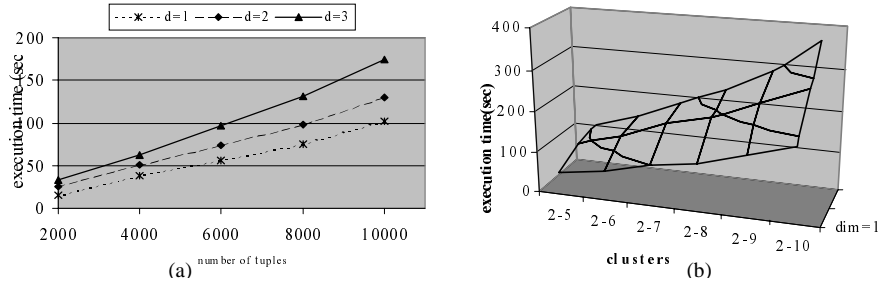 d=1 d=2 d=3
execution time(sec
200
150
100
50
0
2000 4000 6000 8000 10000
number of tuples
(a)
execution time(sec)
400
300
200
100
0
2-5 2-6 2-7 2-8 2-9 2-10
dim=1
clusters
(b)